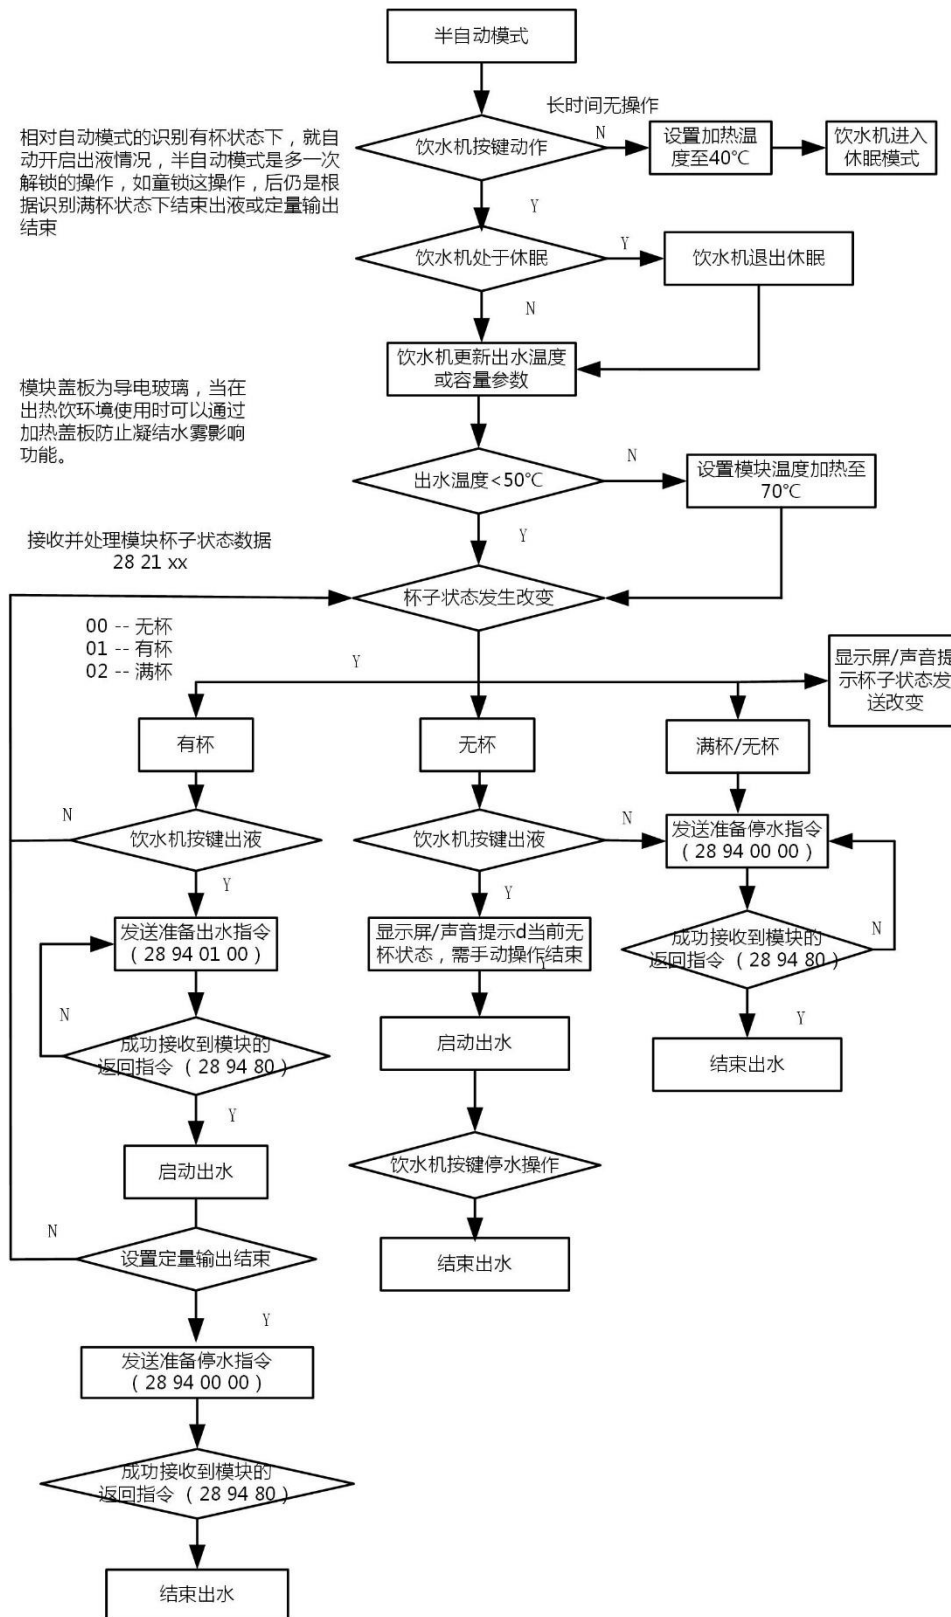 半自动模式
长时间无操作
相对自动模式的识别有杯状态下，就自
动开启出液情况，半自动模式是多一次
解锁的操作，如童锁这操作，后仍是根
据识别满杯状态下结束出液或定量输出
结束
饮水机按键动作
N
设置加热温
度至40℃
饮水机进入
休眠模式
Y
饮水机处于休眠
Y
饮水机退出休眠
N
饮水机更新出水温度
或容量参数
模块盖板为导电玻璃，当在
出热饮环境使用时可以通过
加热盖板防止凝结水雾影响
功能。
出水温度<50℃
N
设置模块温度加热至
70℃
Y
接收并处理模块杯子状态数据
28 21 xx
杯子状态发生改变
00 -- 无杯
01 -- 有杯
02 -- 满杯
Y
显示屏/声音提
示杯子状态发
送改变
有杯
无杯
满杯/无杯
N
饮水机按键出液
饮水机按键出液
N
发送准备停水指令
（28 94 00 00）
Y
Y
发送准备出水指令
（28 94 01 00）
显示屏/声音提示d当前无
杯状态，需手动操作结束
成功接收到模块的
返回指令（28 94 80）
N
N
成功接收到模块的
返回指令（28 94 80）
启动出水
Y
结束出水
Y
启动出水
饮水机按键停水操作
N
设置定量输出结束
结束出水
Y
发送准备停水指令
（28 94 00 00）
成功接收到模块的
返回指令（28 94 80）
结束出水